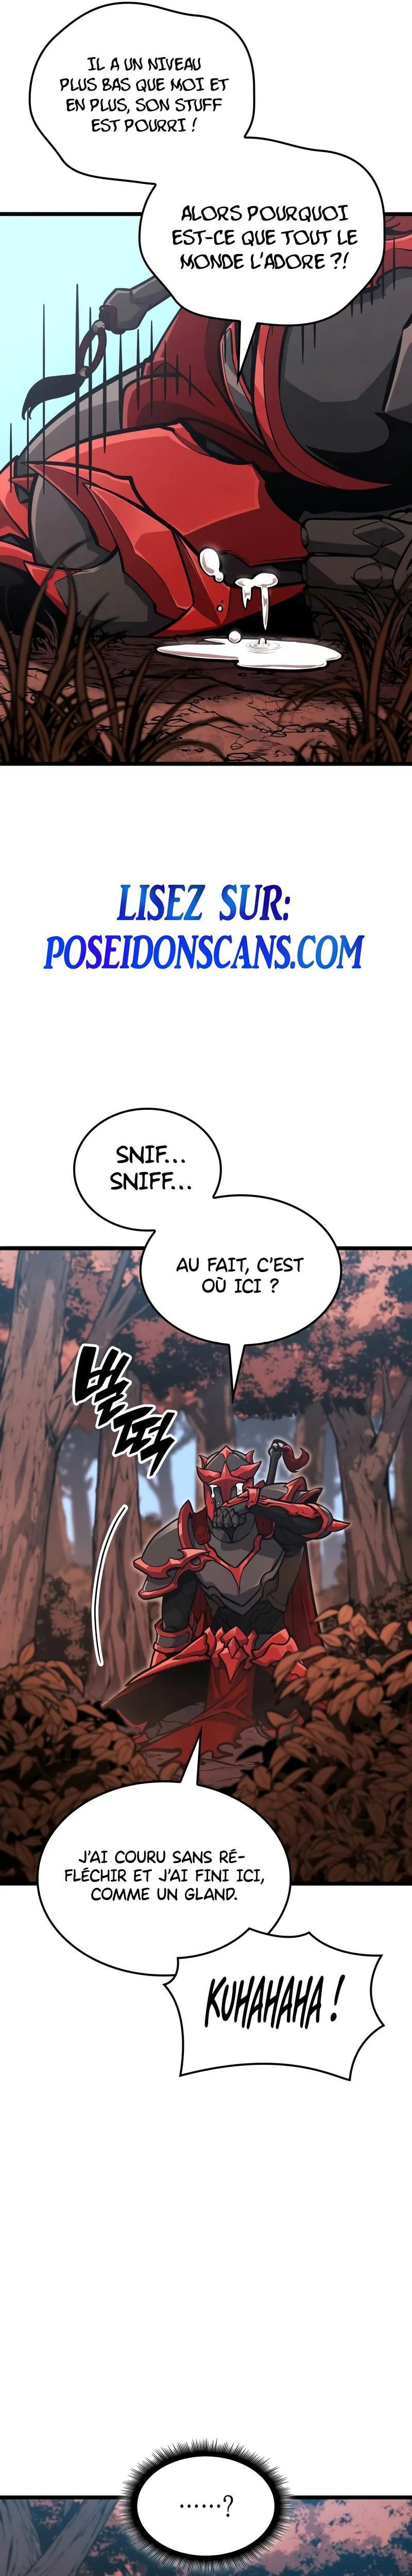 IL A UN NIVEAU
PLUS BAS QUE MOI ET
EN PLUS, SON STUFF
EST POURRI !
ALORS POURQUOI
EST-CE QUE TOUT LE
MONDE L'ADORE ?!
LISEZ SUR:
POSEIDONSCANS.COM
SNIF...
SNIFF...
AU FAIT, C'EST
OÙ ICI ?
벌떡
J'AI COURU SANS RÉ-
FLÉCHIR ET J'AI FINI ICI,
COMME UN GLAND.
KUHAHAHA !
……?